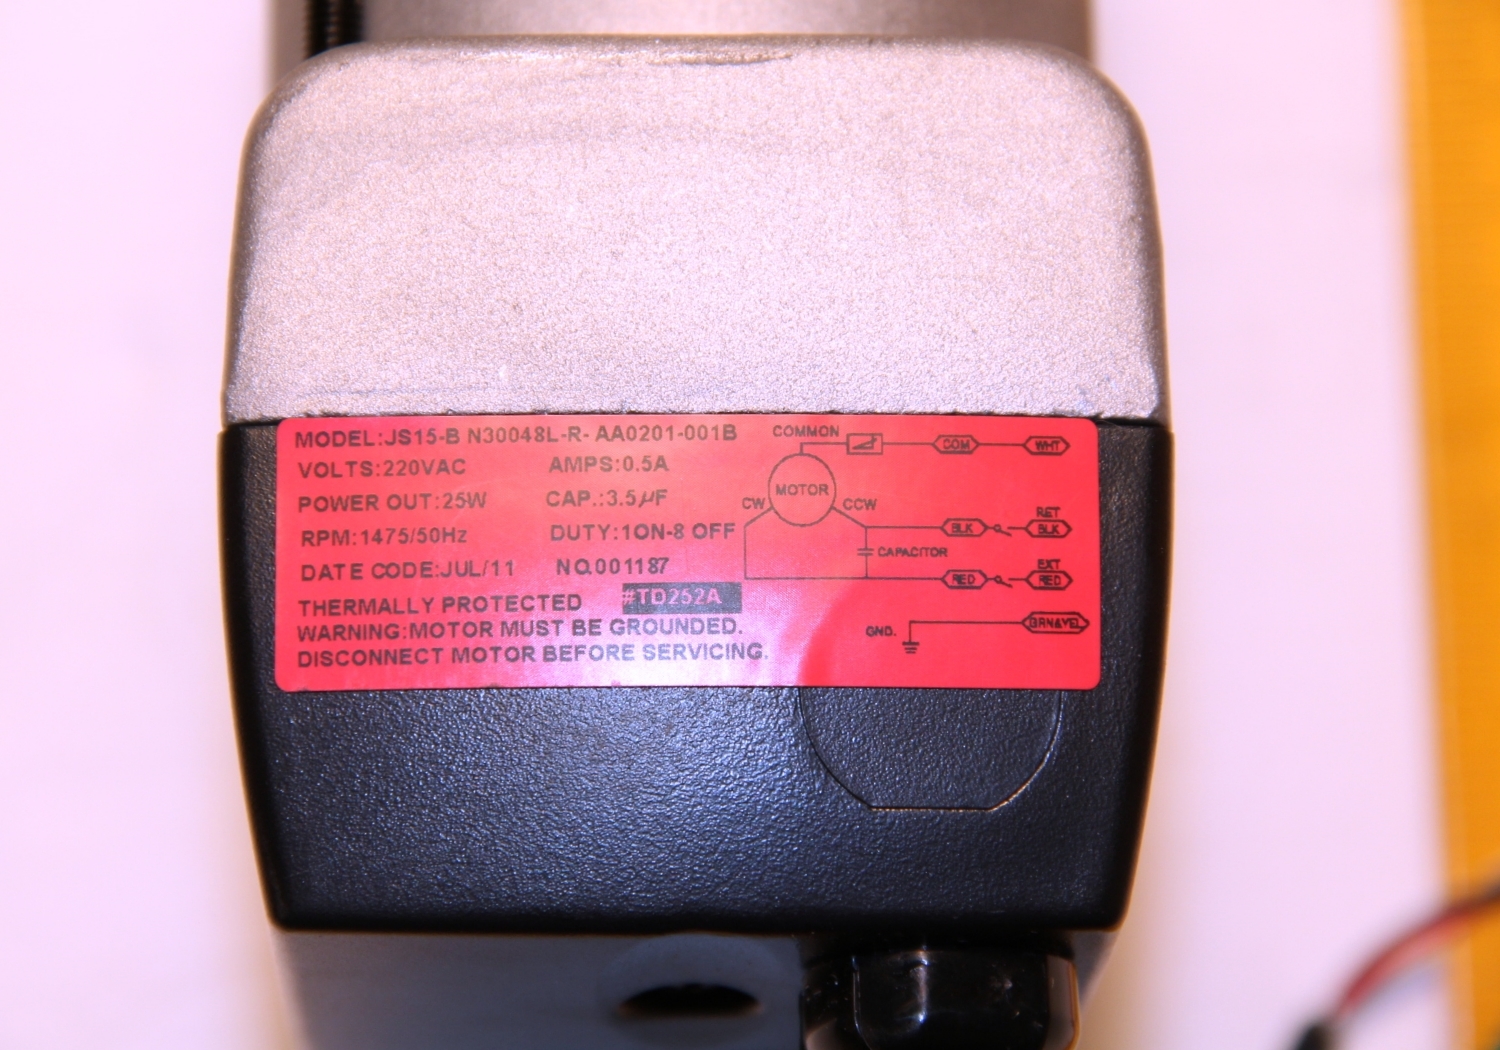 MODEL:JS15-B N30048L-R- AA0201-001B
VOLTS:220VAC AMPS:0.5A
POWER OUT:25W CAP.:3.5µF
RPM:1475/50Hz DUTY:1ON-8 OFF
DATE CODE:JUL/11 NO.001187
THERMALLY PROTECTED #TD252A
WARNING:MOTOR MUST BE GROUNDED.
DISCONNECT MOTOR BEFORE SERVICING.
COMMON COM WHT
MOTOR
CW CCW
RET
BLK BLK
CAPACITOR
EXT
RED RED
GND. GRN&YEL